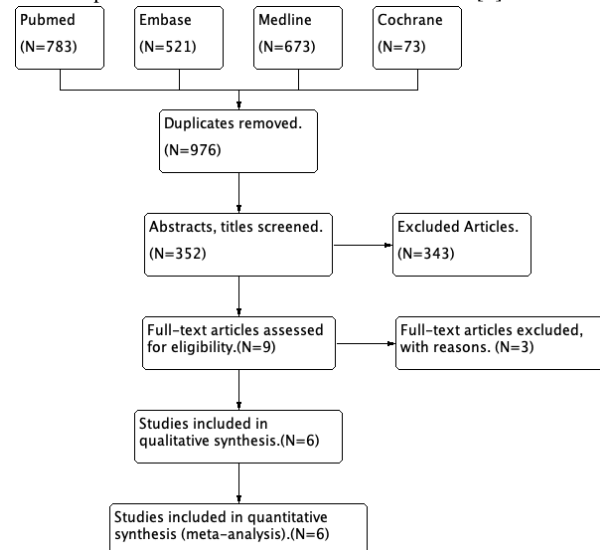 Pubmed
(N=783)
Embase
(N=521)
Medline
(N=673)
Cochrane
(N=73)
Duplicates removed.
(N=976)
Abstracts, titles screened.
(N=352)
Excluded Articles.
(N=343)
Full-text articles assessed
for eligibility.(N=9)
Full-text articles excluded,
with reasons. (N=3)
Studies included in
qualitative synthesis.(N=6)
Studies included in quantitative
synthesis (meta-analysis).(N=6)